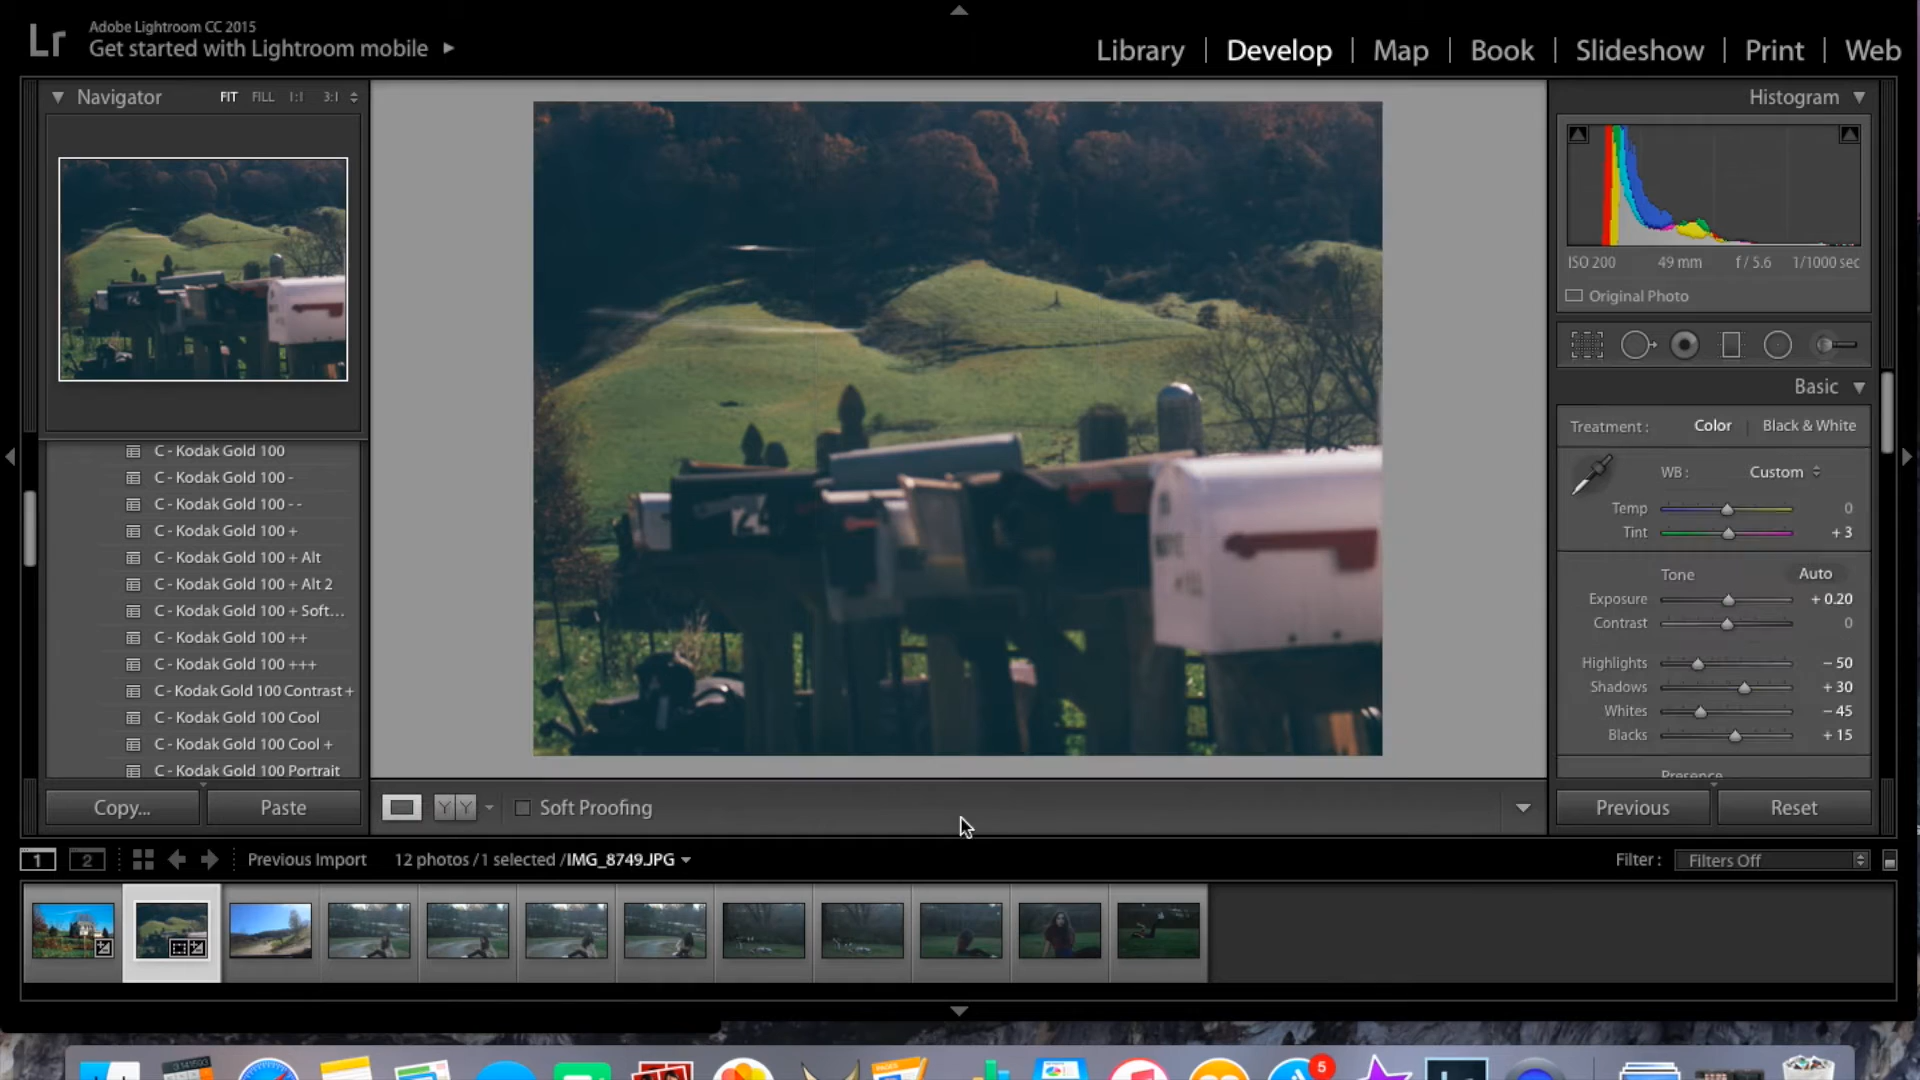 Lr
Adobe Lightroom CC 2015
Get started with Lightroom mobile
Library | Develop | Map | Book | Slideshow | Print | Web
Navigator FIT FILL 1:1 3:1
C - Kodak Gold 100
C - Kodak Gold 100 -
C - Kodak Gold 100 - -
C - Kodak Gold 100 +
C - Kodak Gold 100 + Alt
C - Kodak Gold 100 + Alt 2
C - Kodak Gold 100 + Soft...
C - Kodak Gold 100 ++
C - Kodak Gold 100 +++
C - Kodak Gold 100 Contrast +
C - Kodak Gold 100 Cool
C - Kodak Gold 100 Cool +
C - Kodak Gold 100 Portrait
Copy... Paste
Y Y Soft Proofing
Histogram
ISO 200 49 mm f / 5.6 1/1000 sec
Original Photo
Basic
Treatment : Color Black & White
WB : Custom
Temp 0
Tint + 3
Tone Auto
Exposure + 0.20
Contrast 0
Highlights – 50
Shadows + 30
Whites – 45
Blacks + 15
Presence
Previous Reset
1 2 Previous Import 12 photos / 1 selected / IMG_8749.JPG
Filter : Filters Off
PAGES
5